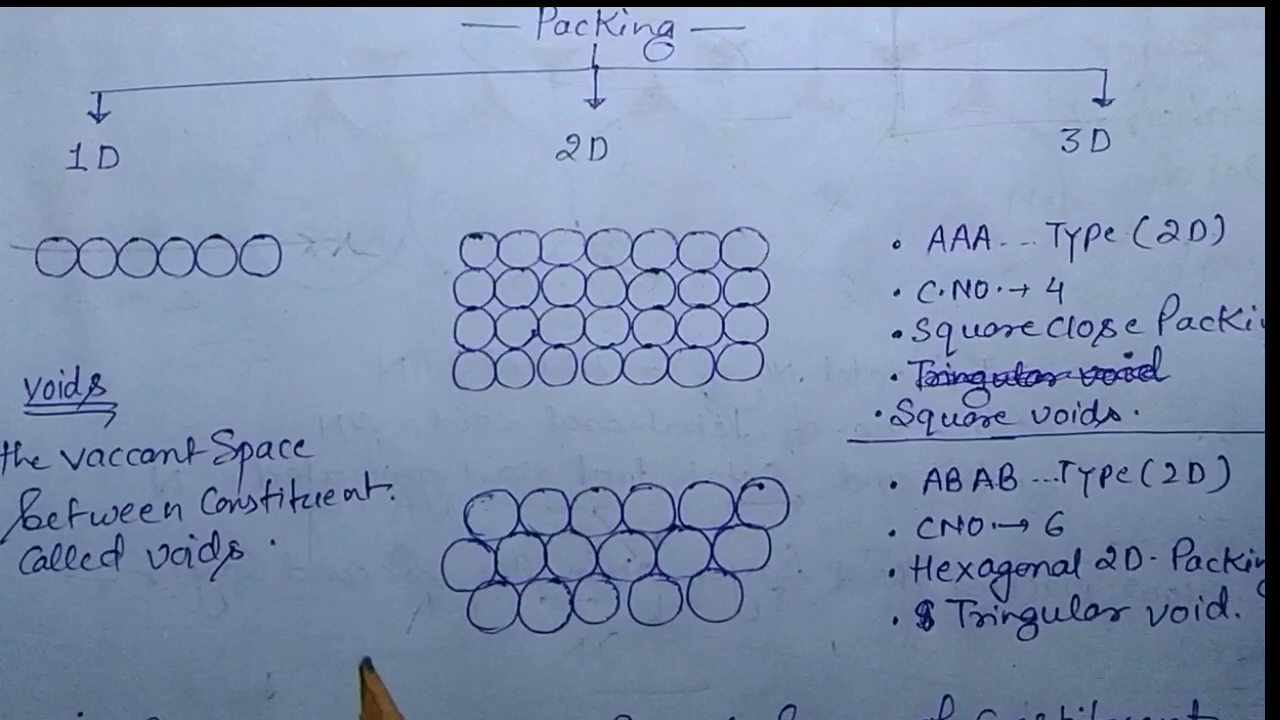 Packing
1D
2D
3D
• AAA... Type (2D)
• C.NO.→ 4
• Square Close Packi
• Tringular void
• Square voids.
voids
the vaccant Space
between Constituent.
Called voids.
• ABAB...Type (2D)
• CNO.→ 6
• Hexagonal 2D-Packin
• Tringular void.